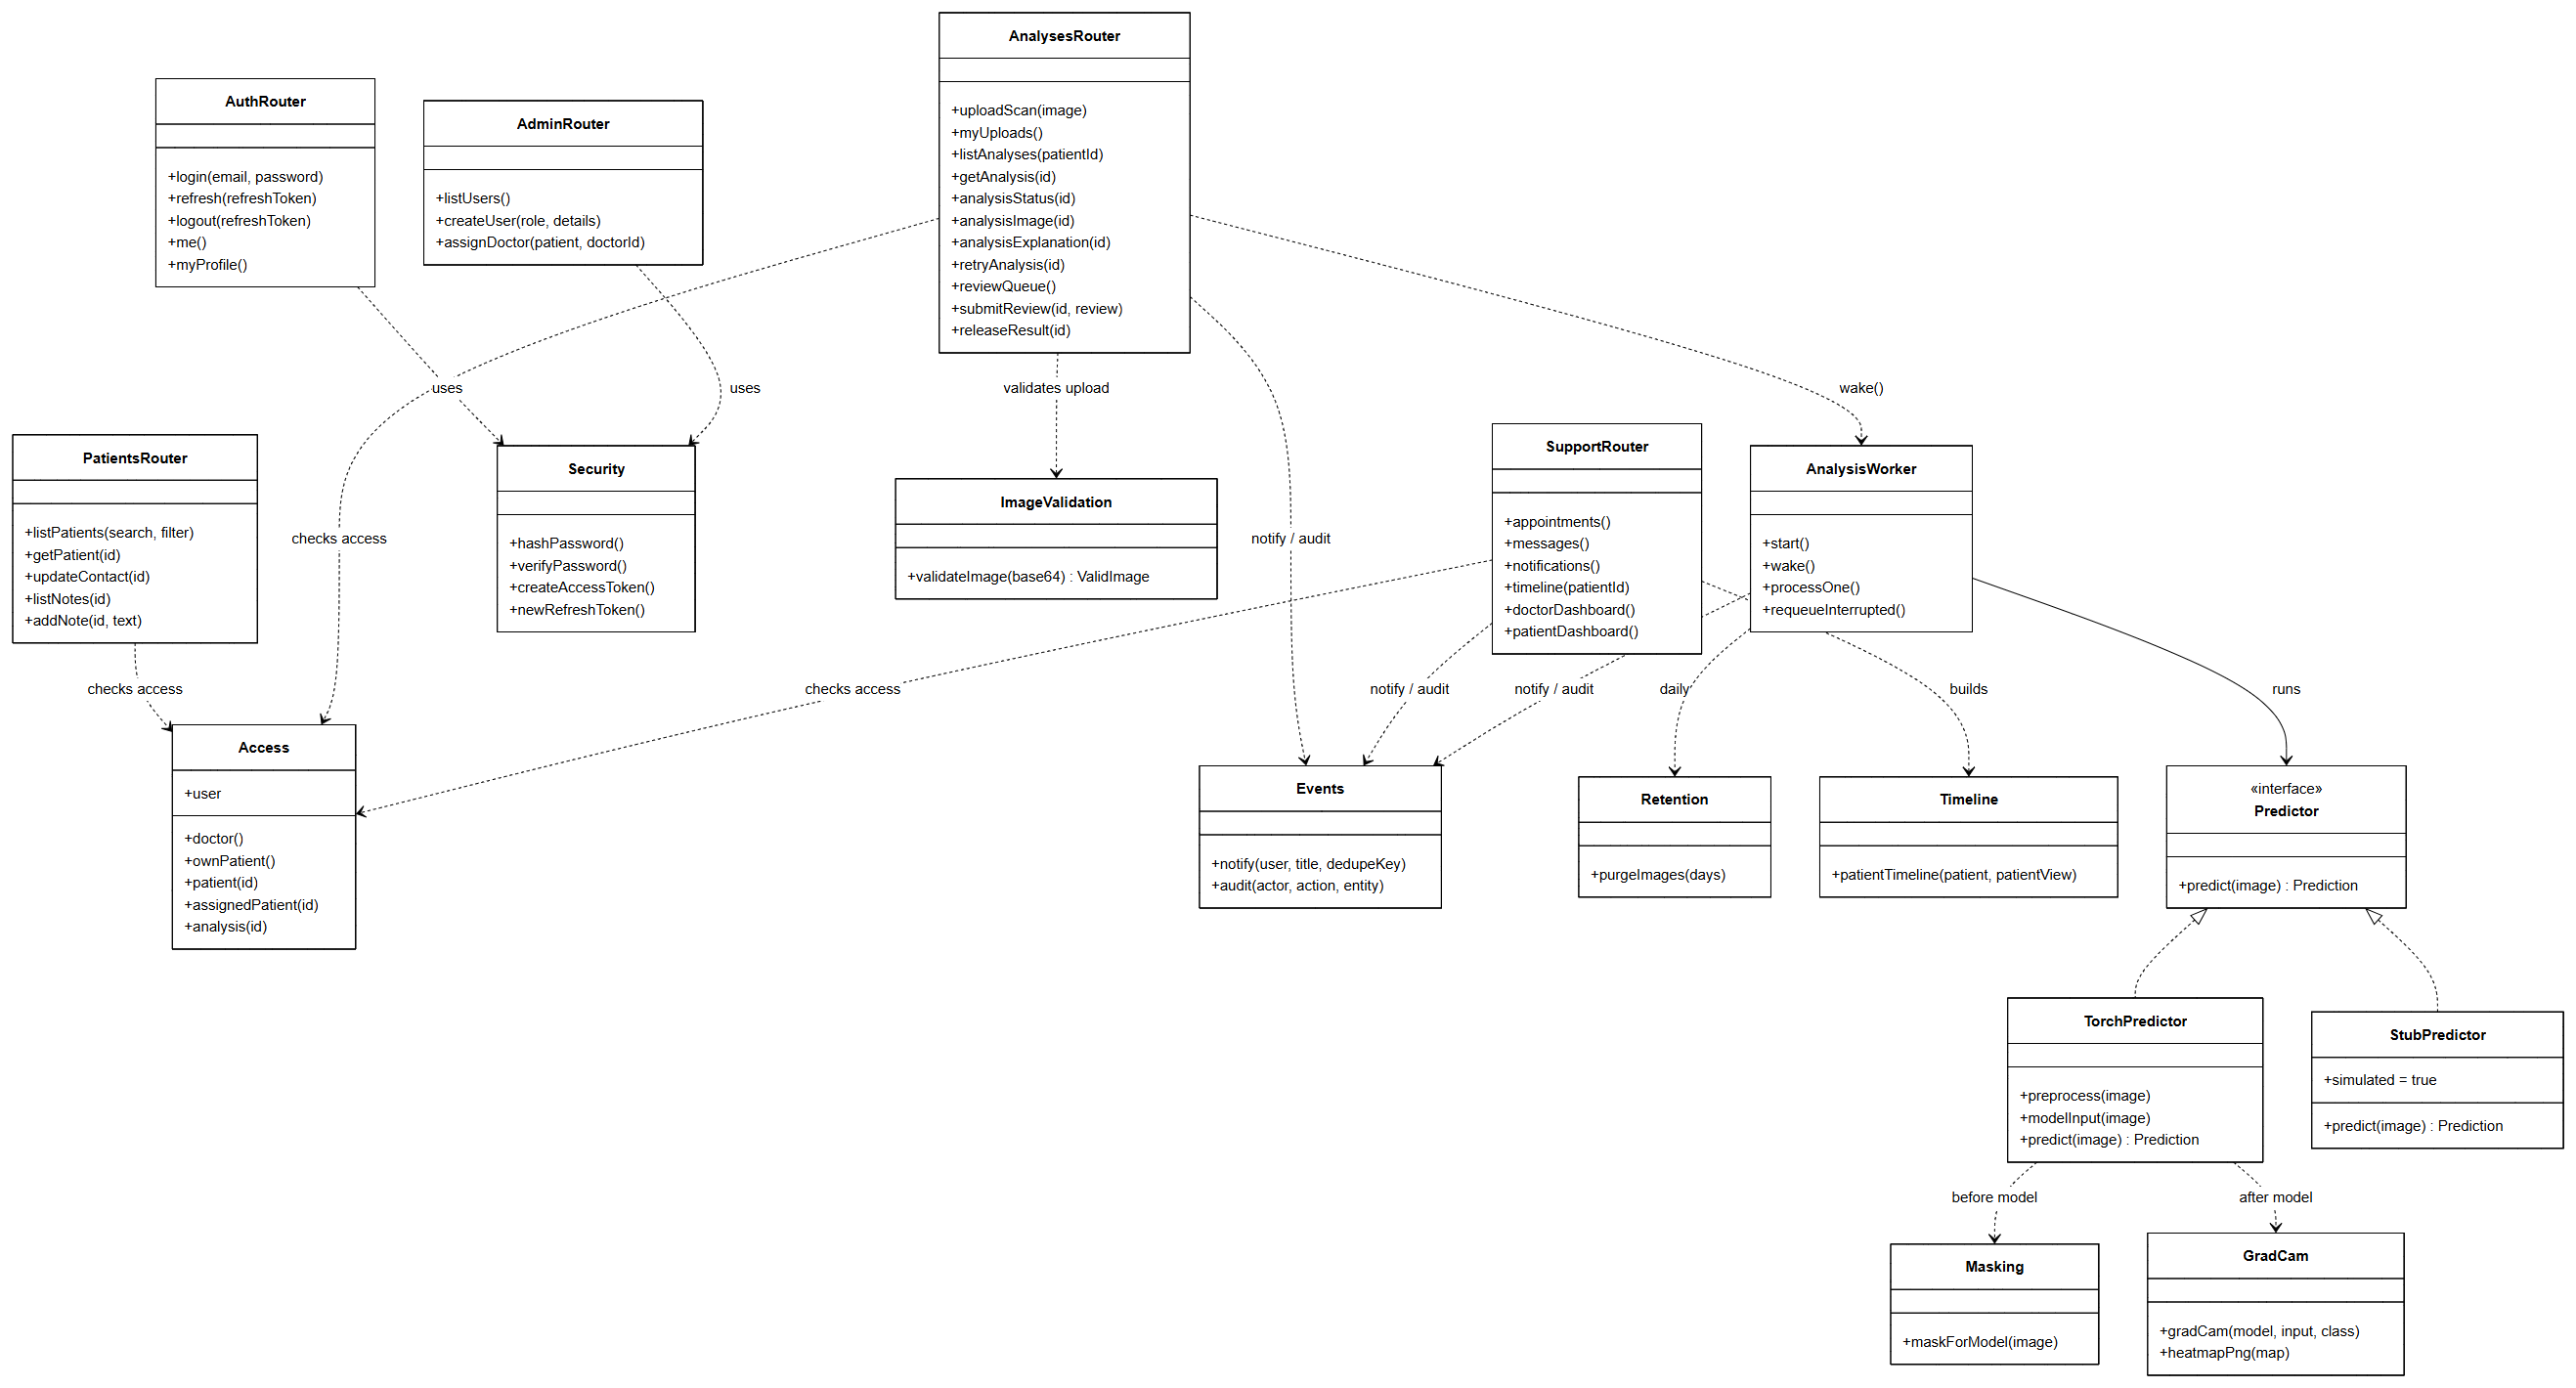 AnalysesRouter
+uploadScan(image)
+myUploads()
+listAnalyses(patientId)
+getAnalysis(id)
+analysisStatus(id)
+analysisImage(id)
+analysisExplanation(id)
+retryAnalysis(id)
+reviewQueue()
+submitReview(id, review)
+releaseResult(id)
AuthRouter
+login(email, password)
+refresh(refreshToken)
+logout(refreshToken)
+me()
+myProfile()
AdminRouter
+listUsers()
+createUser(role, details)
+assignDoctor(patient, doctorId)
uses
uses
validates upload
wake()
PatientsRouter
+listPatients(search, filter)
+getPatient(id)
+updateContact(id)
+listNotes(id)
+addNote(id, text)
checks access
Security
+hashPassword()
+verifyPassword()
+createAccessToken()
+newRefreshToken()
ImageValidation
+validateImage(base64) : ValidImage
notify / audit
SupportRouter
+appointments()
+messages()
+notifications()
+timeline(patientId)
+doctorDashboard()
+patientDashboard()
AnalysisWorker
+start()
+wake()
+processOne()
+requeueInterrupted()
checks access
checks access
notify / audit
notify / audit
daily
builds
runs
Access
+user
+doctor()
+ownPatient()
+patient(id)
+assignedPatient(id)
+analysis(id)
Events
+notify(user, title, dedupeKey)
+audit(actor, action, entity)
Retention
+purgeImages(days)
Timeline
+patientTimeline(patient, patientView)
«interface»
Predictor
+predict(image) : Prediction
TorchPredictor
+preprocess(image)
+modelInput(image)
+predict(image) : Prediction
StubPredictor
+simulated = true
+predict(image) : Prediction
before model
after model
Masking
+maskForModel(image)
GradCam
+gradCam(model, input, class)
+heatmapPng(map)